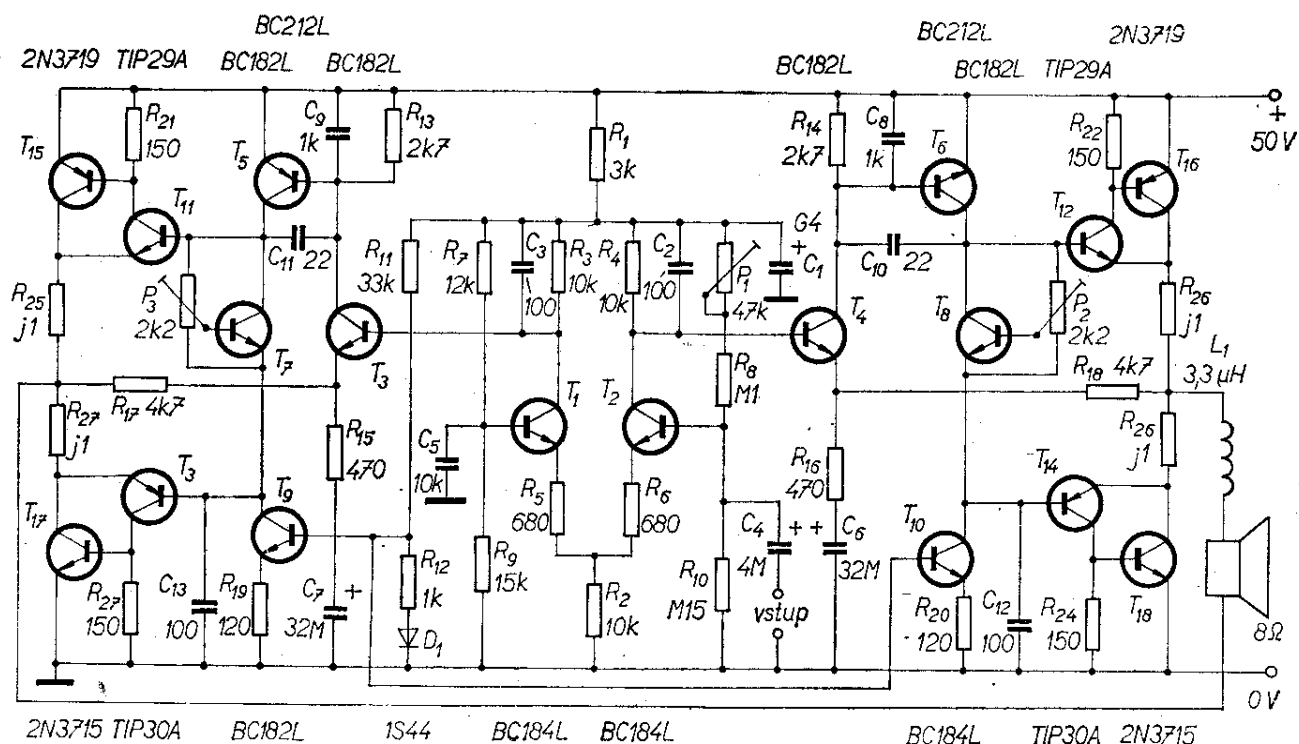 BC212L
2N3719 TIP29A BC182L BC182L
BC182L
BC212L 2N3719
BC182L TIP29A
R21 150
C9 1k
R13 2k7
R1 3k
R14 2k7
C8 1k
R22 150
+ 50V
T15
T5
T6
T16
T11
T12
C11 22
R11 33k
R7 12k
C3 100
R3 10k
R4 10k
C2 100
P1 47k
G4
+ C1
C10 22
R25 j1
P3 2k2
T7
T3
T4
T8
P2 2k2
R26 j1
L1 3,3 µH
R17 4k7
R18 4k7
R8 M1
R27 j1
R15 470
C5 10k
T1
T2
R16 470
T14
R26 j1
T3
T9
R5 680
R6 680
T17
T10
C4 4M +
+ C6 32M
R27 150
C13 100
R19 120
C7 32M +
R12 1k
D1
R9 15k
R2 10k
R10 M15
vstup
R20 120
C12 100
R24 150
T18
8Ω
0V
2N3715 TIP30A BC182L 1S44 BC184L BC184L BC184L TIP30A 2N3715